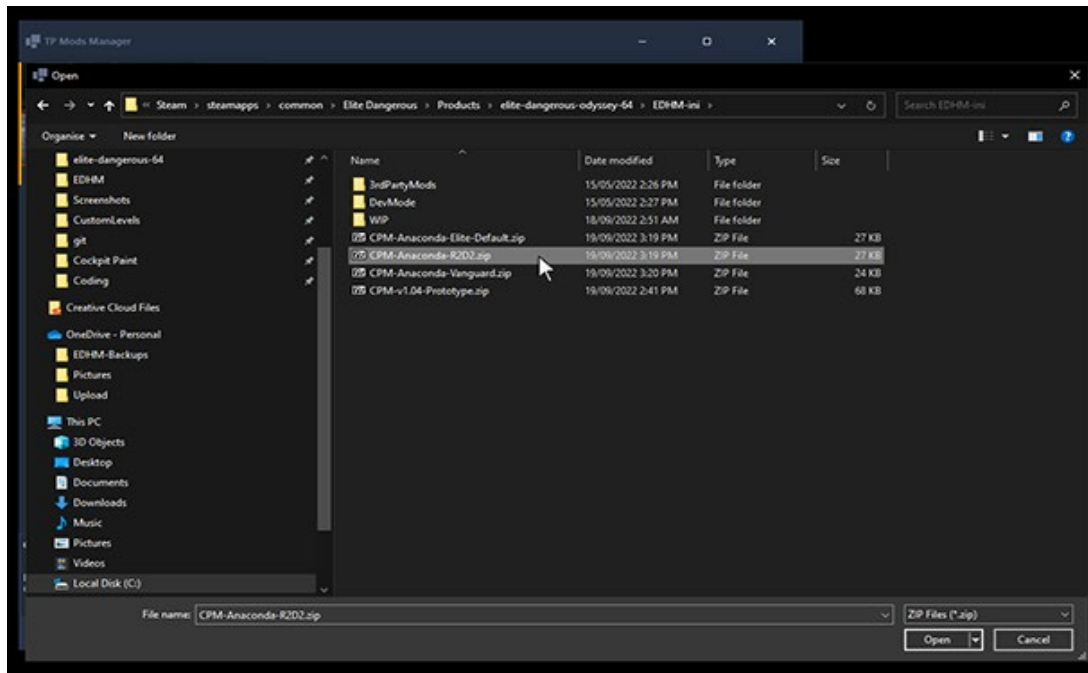 TP Mods Manager
Open
« Steam › steamapps › common › Elite Dangerous › Products › elite-dangerous-odyssey-64 › EDHM-ini ›
Search EDHM-ini
Organise New folder
elite-dangerous-64
EDHM
Screenshots
CustomLevels
git
Cockpit Paint
Coding
Creative Cloud Files
OneDrive - Personal
EDHM-Backups
Pictures
Upload
This PC
3D Objects
Desktop
Documents
Downloads
Music
Pictures
Videos
Local Disk (C:)
Name Date modified Type Size
3rdPartyMods 15/05/2022 2:26 PM File folder
DevMode 15/05/2022 2:27 PM File folder
WIP 18/09/2022 2:51 AM File folder
CPM-Anaconda-Elite-Default.zip 19/09/2022 3:19 PM ZIP File 27 KB
CPM-Anaconda-R2D2.zip 19/09/2022 3:19 PM ZIP File 27 KB
CPM-Anaconda-Vanguard.zip 19/09/2022 3:20 PM ZIP File 24 KB
CPM-v1.04-Prototype.zip 19/09/2022 2:41 PM ZIP File 68 KB
File name: CPM-Anaconda-R2D2.zip
ZIP Files (*.zip)
Open Cancel